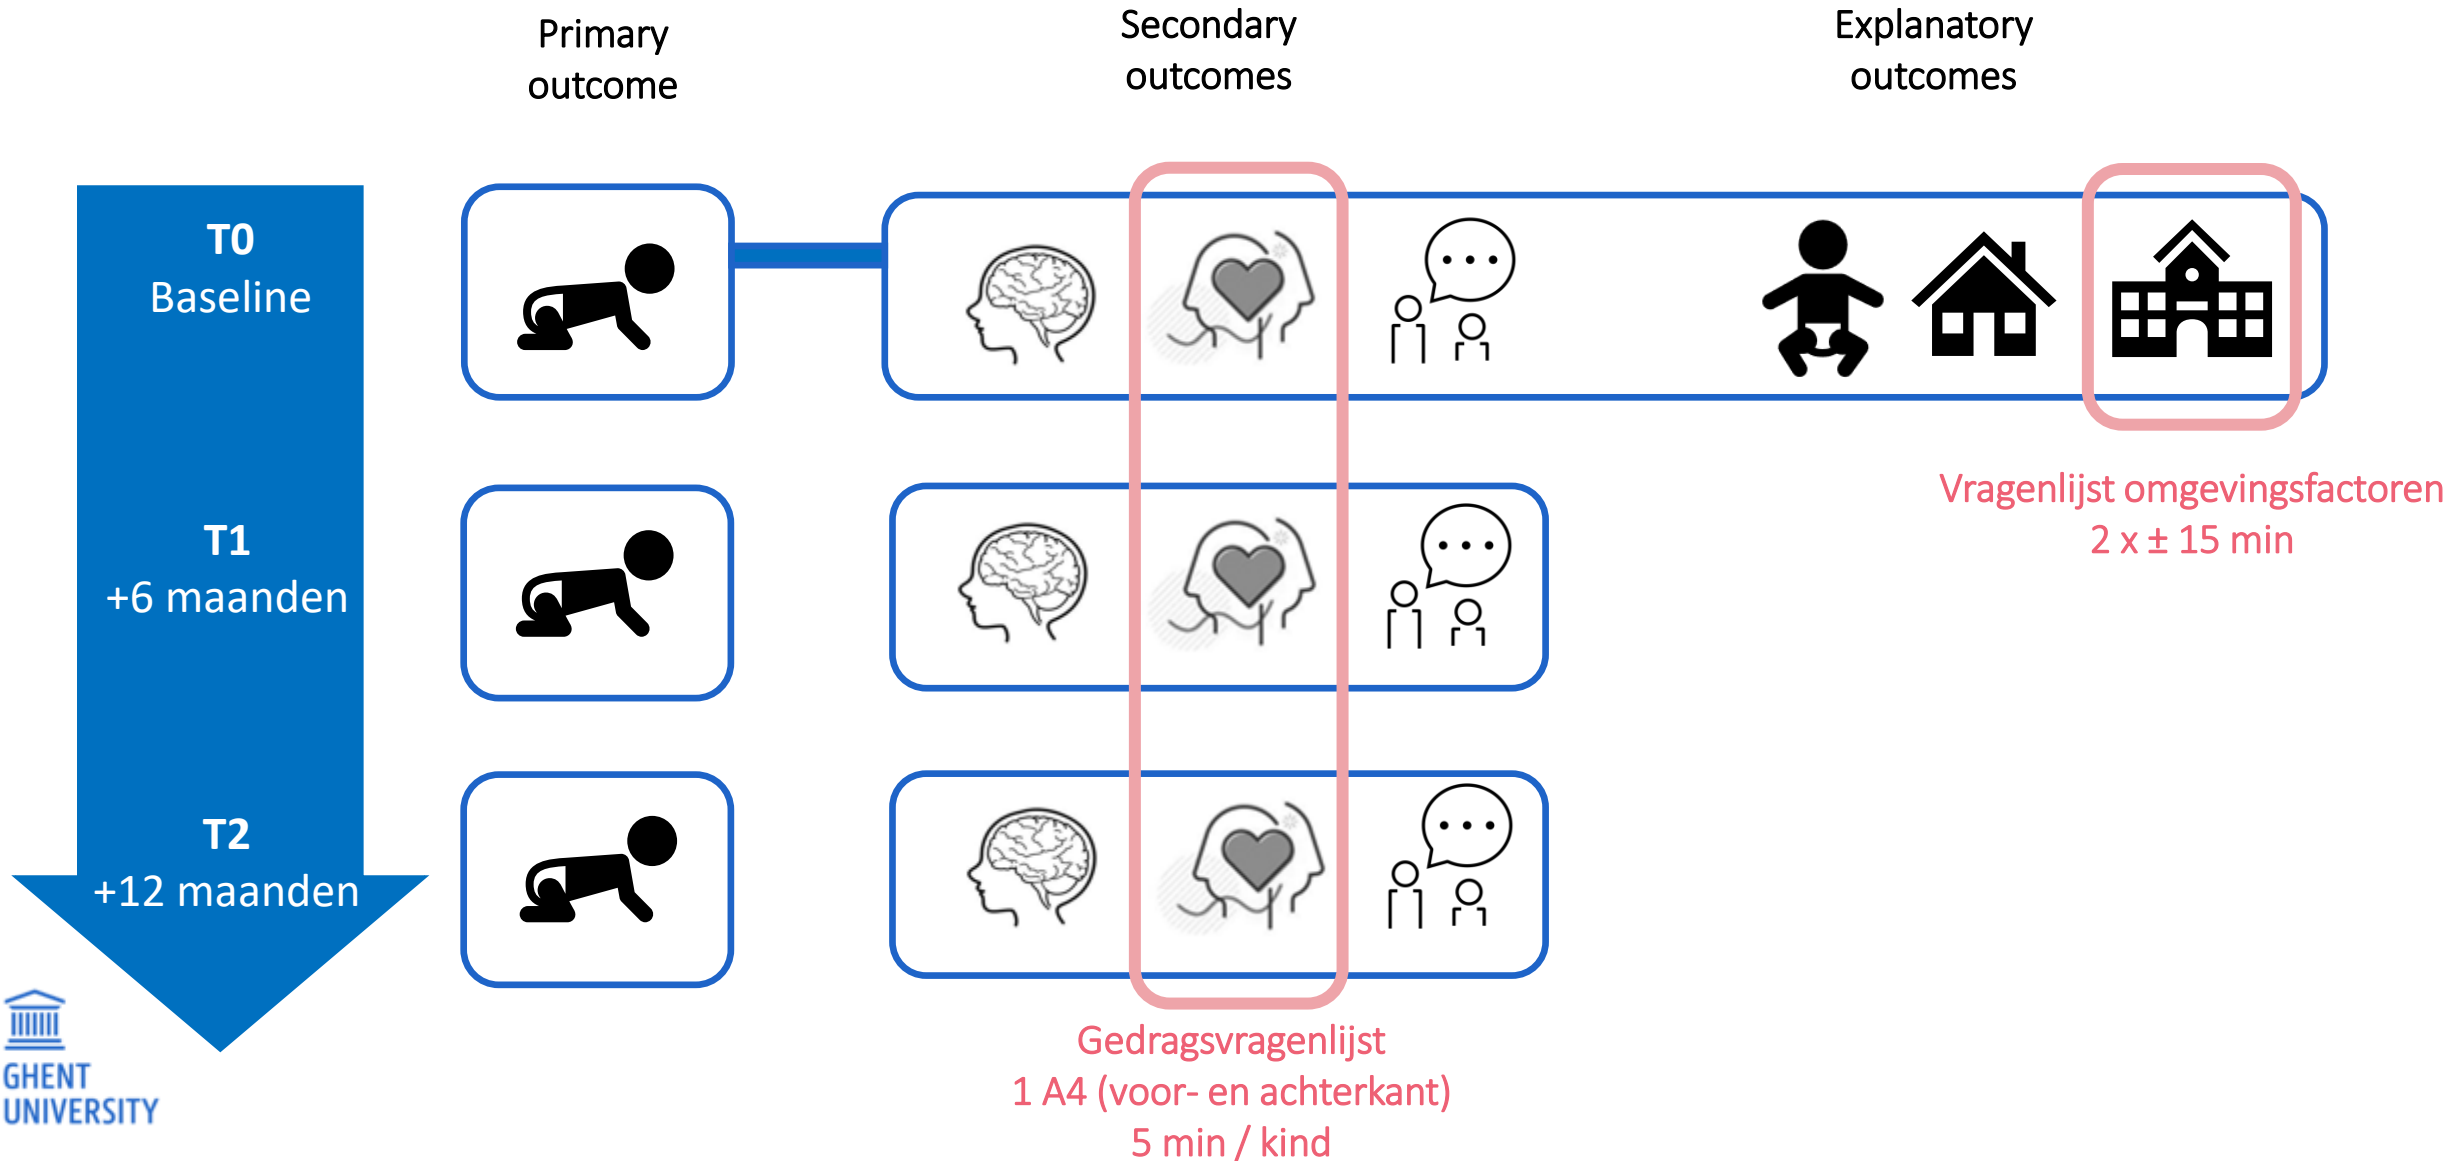 Primary
outcome
Secondary
outcomes
Explanatory
outcomes
T0
Baseline
T1
+6 maanden
T2
+12 maanden
Vragenlijst omgevingsfactoren
2 x ± 15 min
Gedragsvragenlijst
1 A4 (voor- en achterkant)
5 min / kind
GHENT
UNIVERSITY